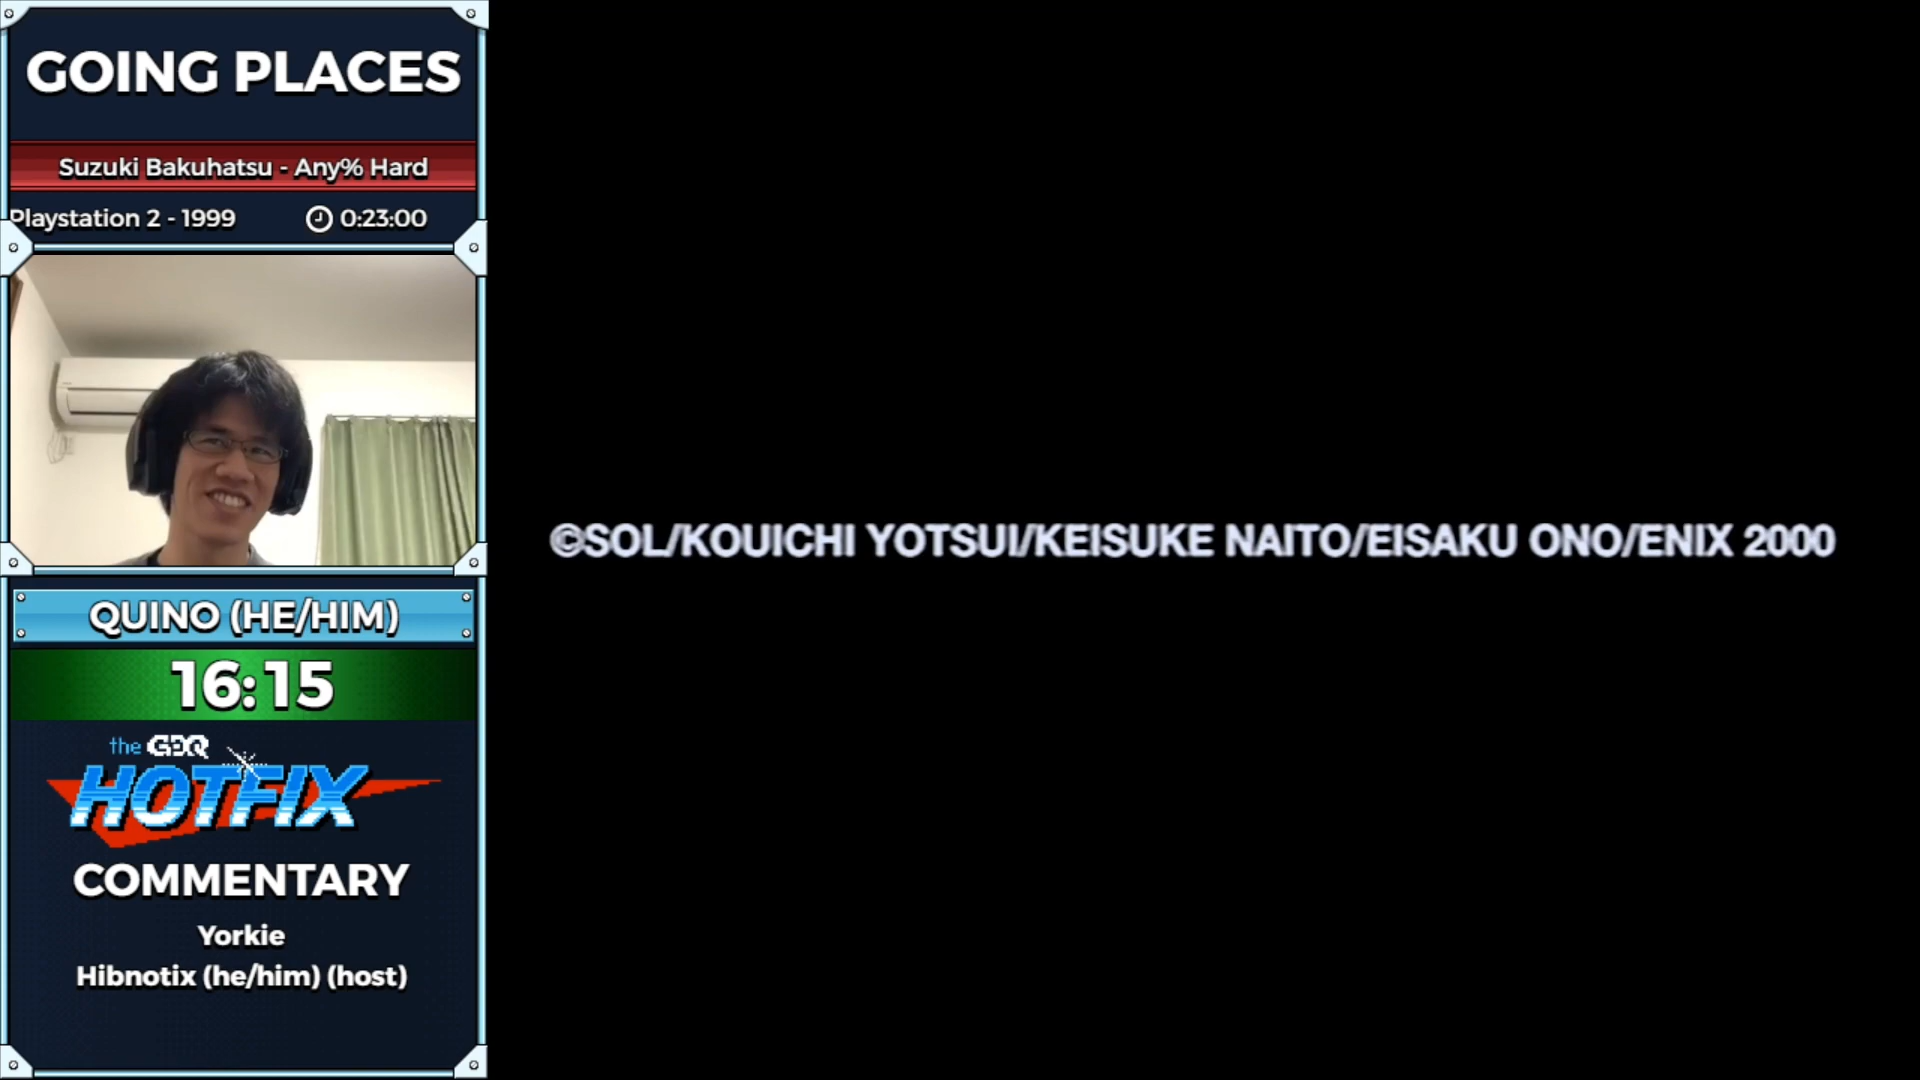 GOING PLACES
Suzuki Bakuhatsu - Any% Hard
Playstation 2 - 1999
0:23:00
QUINO (HE/HIM)
16:15
the GDQ
HOTFIX
COMMENTARY
Yorkie
Hibnotix (he/him) (host)
©SOL/KOUICHI YOTSUI/KEISUKE NAITO/EISAKU ONO/ENIX 2000